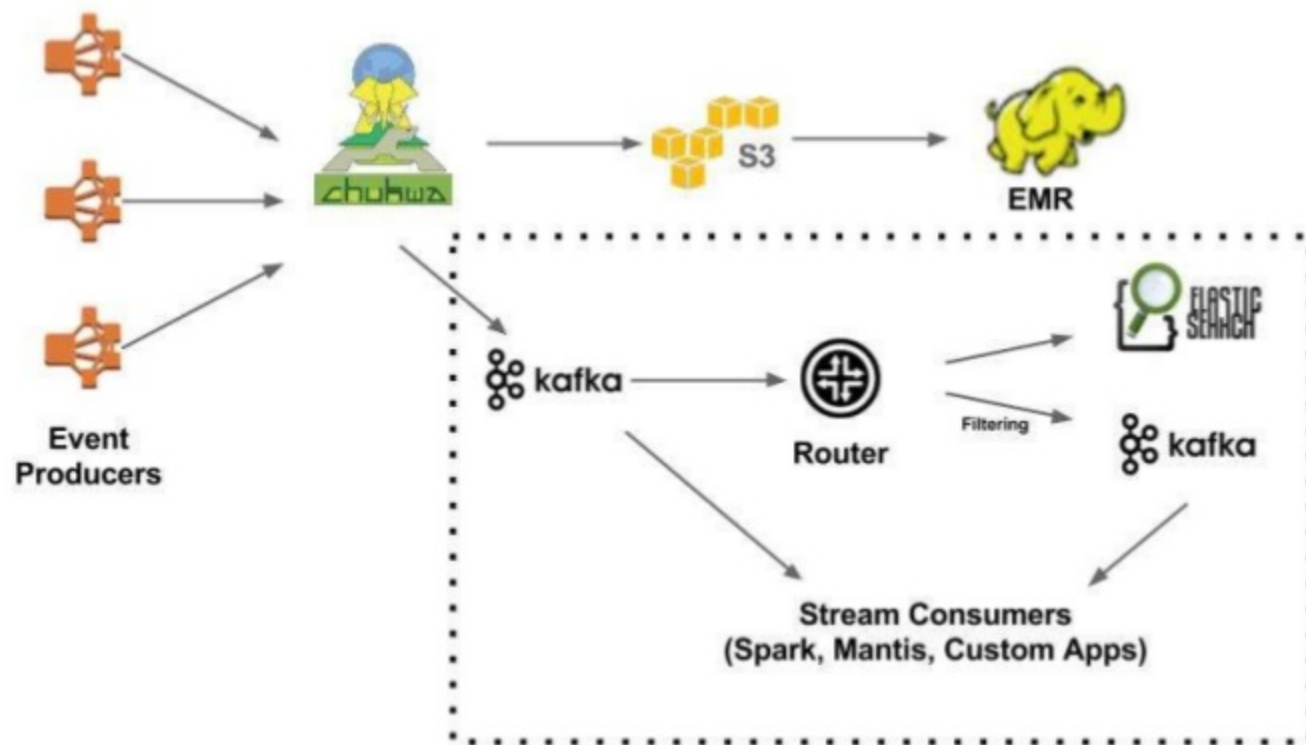 chukwa
S3
EMR
ELASTIC
SEARCH
kafka
Router
Filtering
kafka
Event
Producers
Stream Consumers
(Spark, Mantis, Custom Apps)